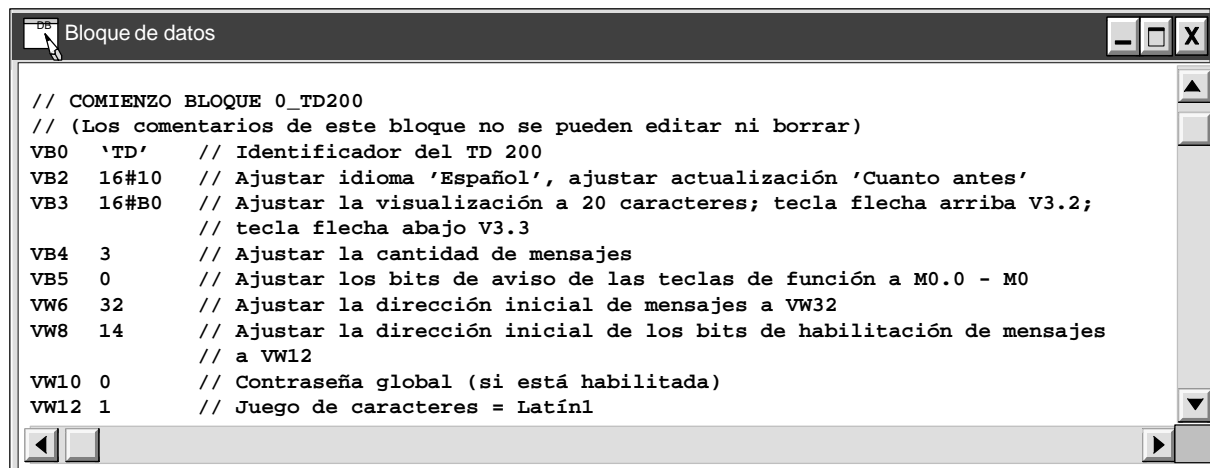 DB
Bloque de datos
X
// COMIENZO BLOQUE 0_TD200
// (Los comentarios de este bloque no se pueden editar ni borrar)
VB0 ‘TD’ // Identificador del TD 200
VB2 16#10 // Ajustar idioma ’Español’, ajustar actualización ’Cuanto antes’
VB3 16#B0 // Ajustar la visualización a 20 caracteres; tecla flecha arriba V3.2;
// tecla flecha abajo V3.3
VB4 3 // Ajustar la cantidad de mensajes
VB5 0 // Ajustar los bits de aviso de las teclas de función a M0.0 - M0
VW6 32 // Ajustar la dirección inicial de mensajes a VW32
VW8 14 // Ajustar la dirección inicial de los bits de habilitación de mensajes
// a VW12
VW10 0 // Contraseña global (si está habilitada)
VW12 1 // Juego de caracteres = Latín1